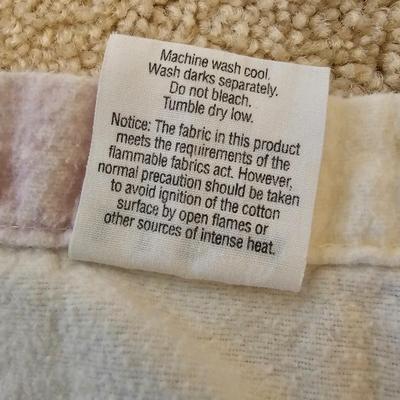 Machine wash cool.
Wash darks separately.
Do not bleach.
Tumble dry low.
Notice: The fabric in this product
meets the requirements of the
flammable fabrics act. However,
normal precaution should be taken
to avoid ignition of the cotton
surface by open flames or
other sources of intense heat.